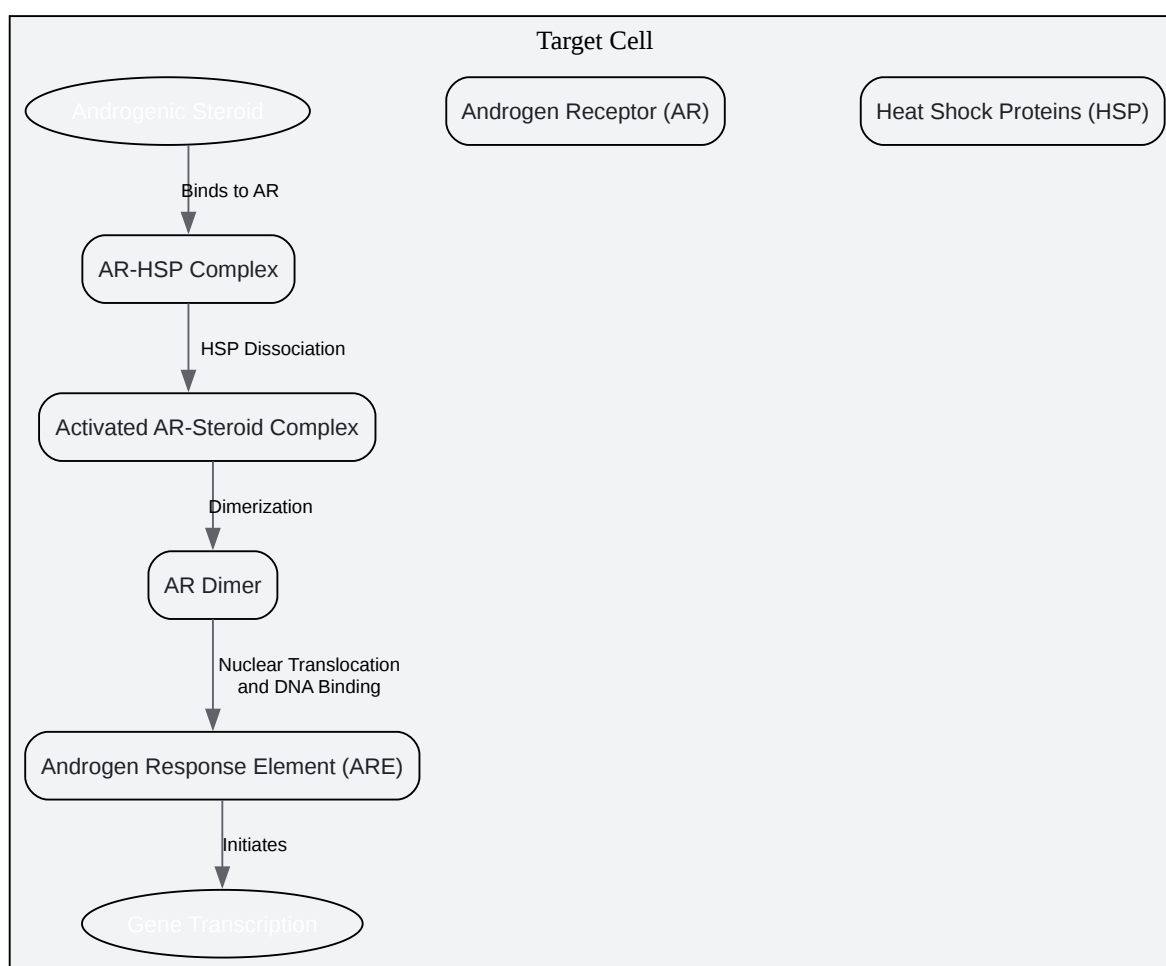 Target Cell
Androgenic Steroid
Androgen Receptor (AR)
Heat Shock Proteins (HSP)
Binds to AR
AR-HSP Complex
HSP Dissociation
Activated AR-Steroid Complex
Dimerization
AR Dimer
Nuclear Translocation
and DNA Binding
Androgen Response Element (ARE)
Initiates
Gene Transcription